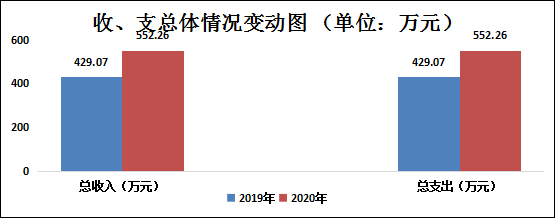 收、支总体情况变动图 （单位：万元）
600
400
200
0
429.07
552.26
429.07
552.26
总收入（万元）
总支出（万元）
2019年
2020年